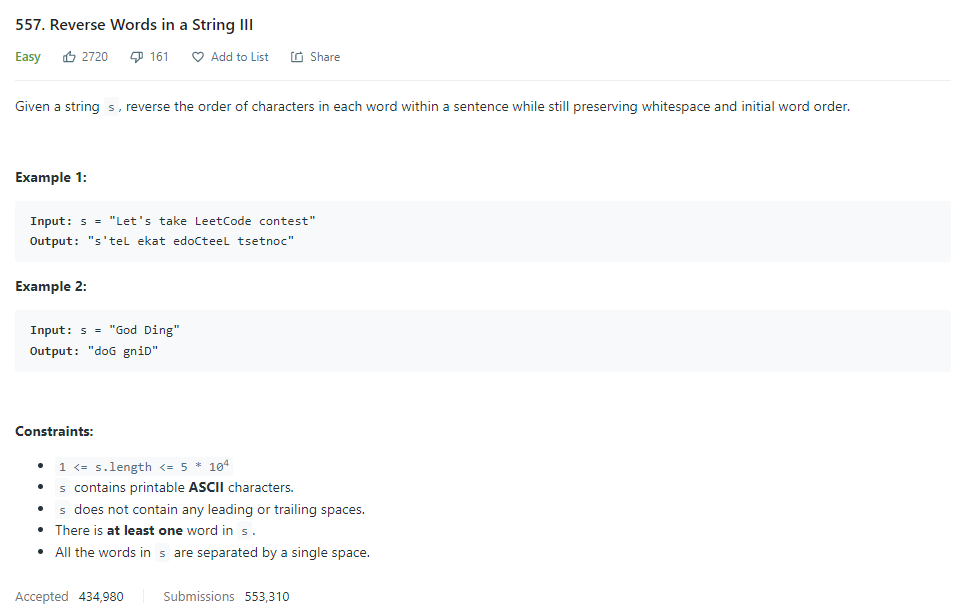 557. Reverse Words in a String III
Easy 2720 161 Add to List Share
Given a string s, reverse the order of characters in each word within a sentence while still preserving whitespace and initial word order.
Example 1:
Input: s = "Let's take LeetCode contest"
Output: "s'teL ekat edoCteeL tsetnoc"
Example 2:
Input: s = "God Ding"
Output: "doG gniD"
Constraints:
• 1 <= s.length <= 5 * 10⁴
• s contains printable ASCII characters.
• s does not contain any leading or trailing spaces.
• There is at least one word in s.
• All the words in s are separated by a single space.
Accepted 434,980 Submissions 553,310